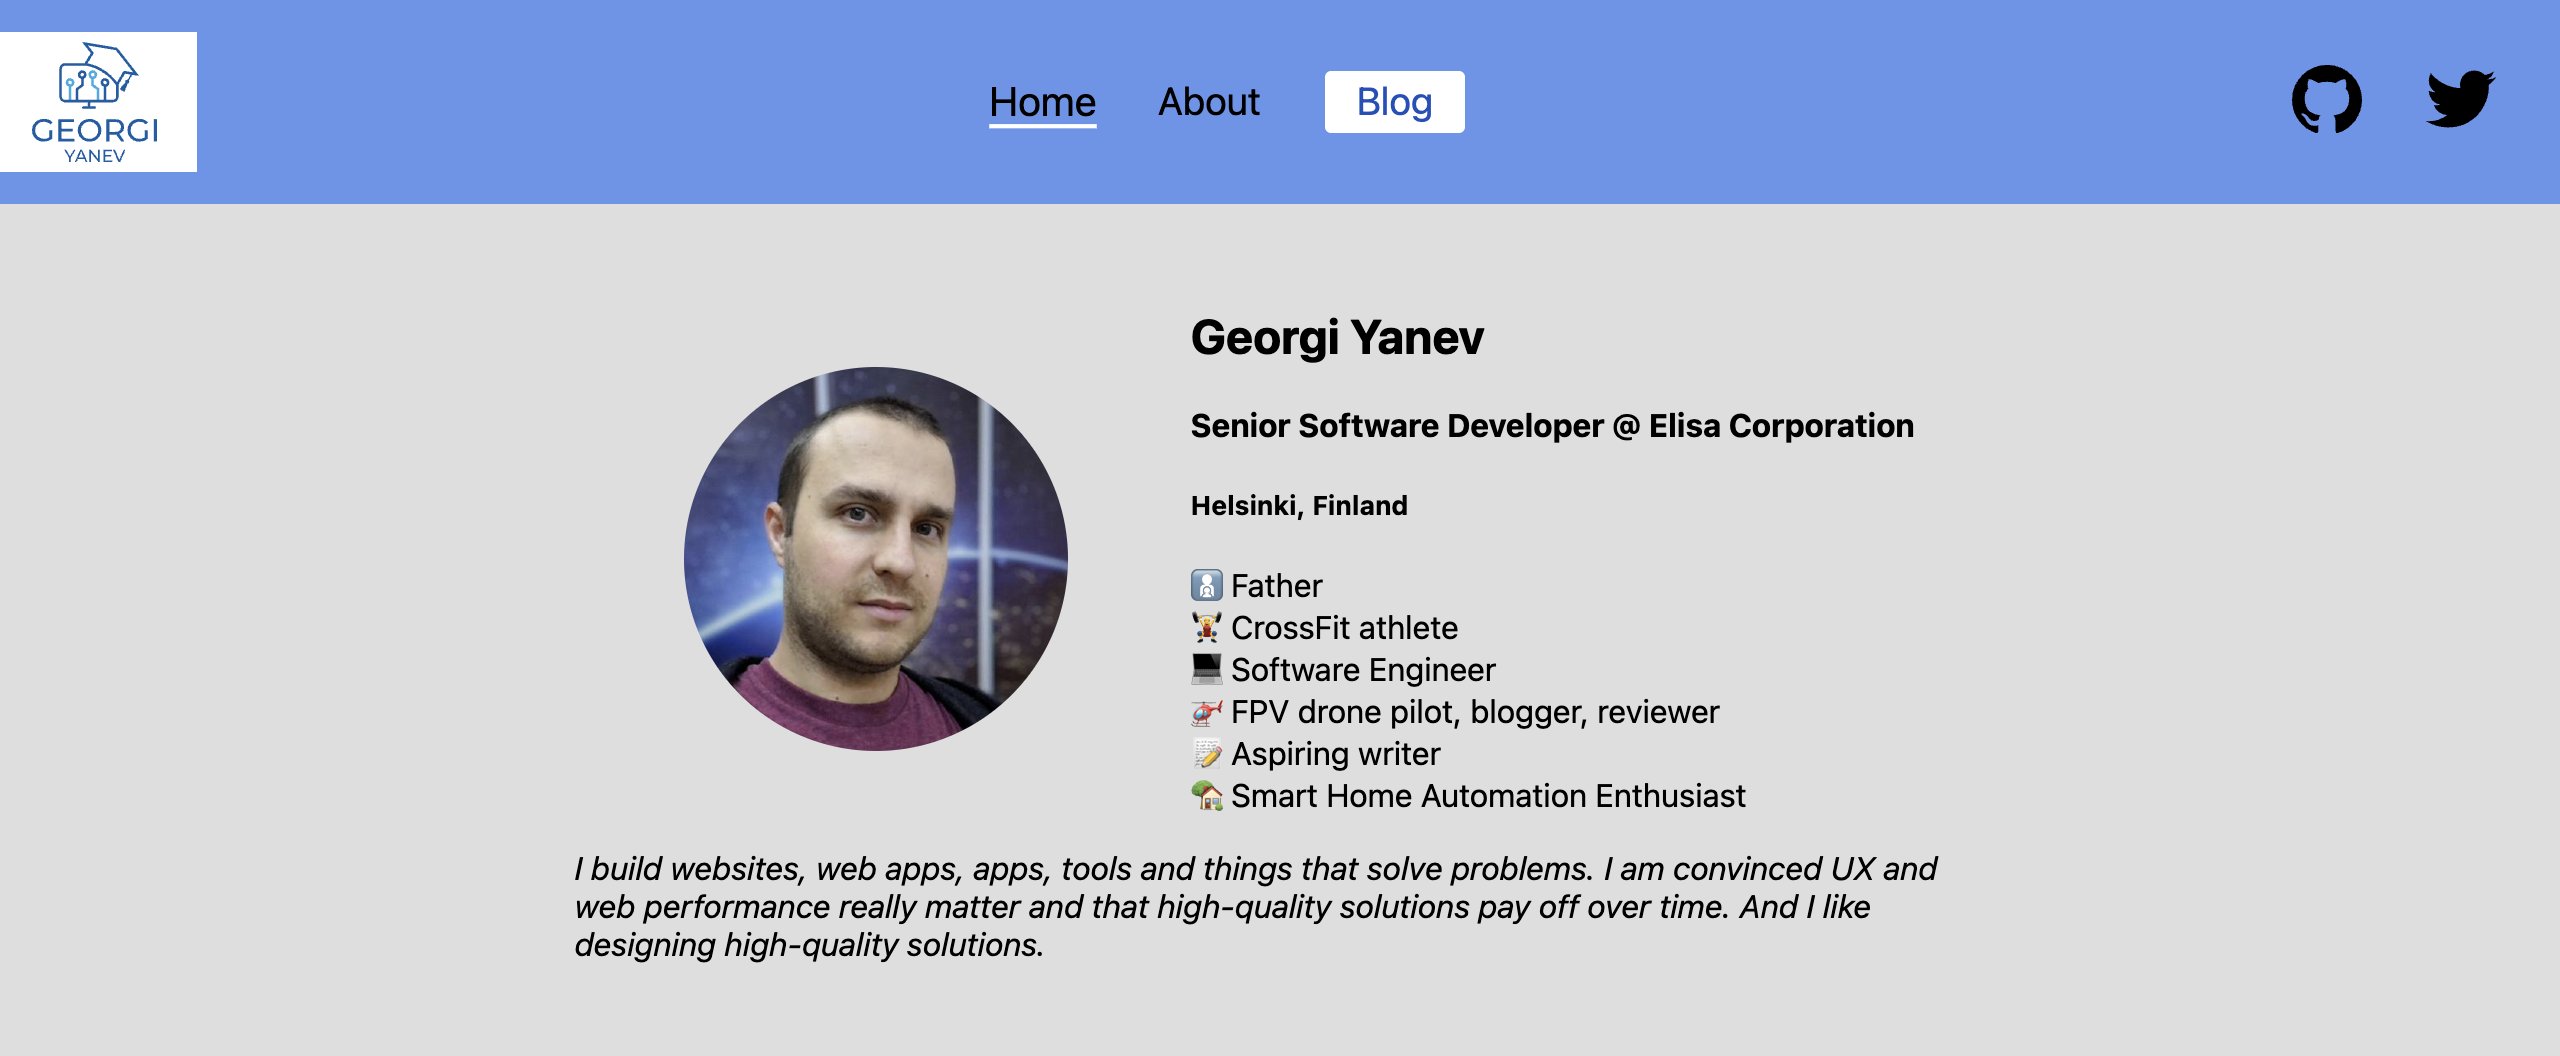 GEORGI
YANEV
Home
About
Blog
Georgi Yanev
Senior Software Developer @ Elisa Corporation
Helsinki, Finland
Father
CrossFit athlete
Software Engineer
FPV drone pilot, blogger, reviewer
Aspiring writer
Smart Home Automation Enthusiast
I build websites, web apps, apps, tools and things that solve problems. I am convinced UX and
web performance really matter and that high-quality solutions pay off over time. And I like
designing high-quality solutions.